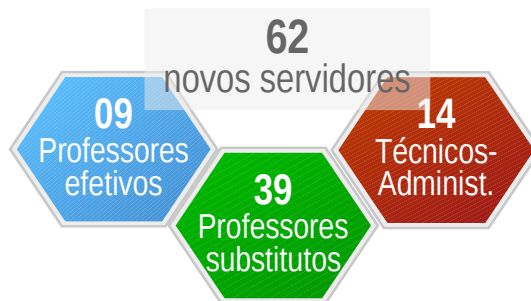 62
novos servidores
09
Professores
efetivos
14
Técnicos-
Administ.
39
Professores
substitutos